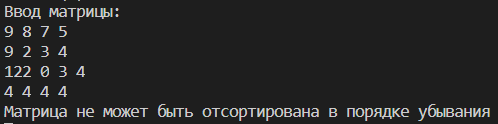 Ввод матрицы:
9 8 7 5
9 2 3 4
122 0 3 4
4 4 4 4
Матрица не может быть отсортирована в порядке убывания